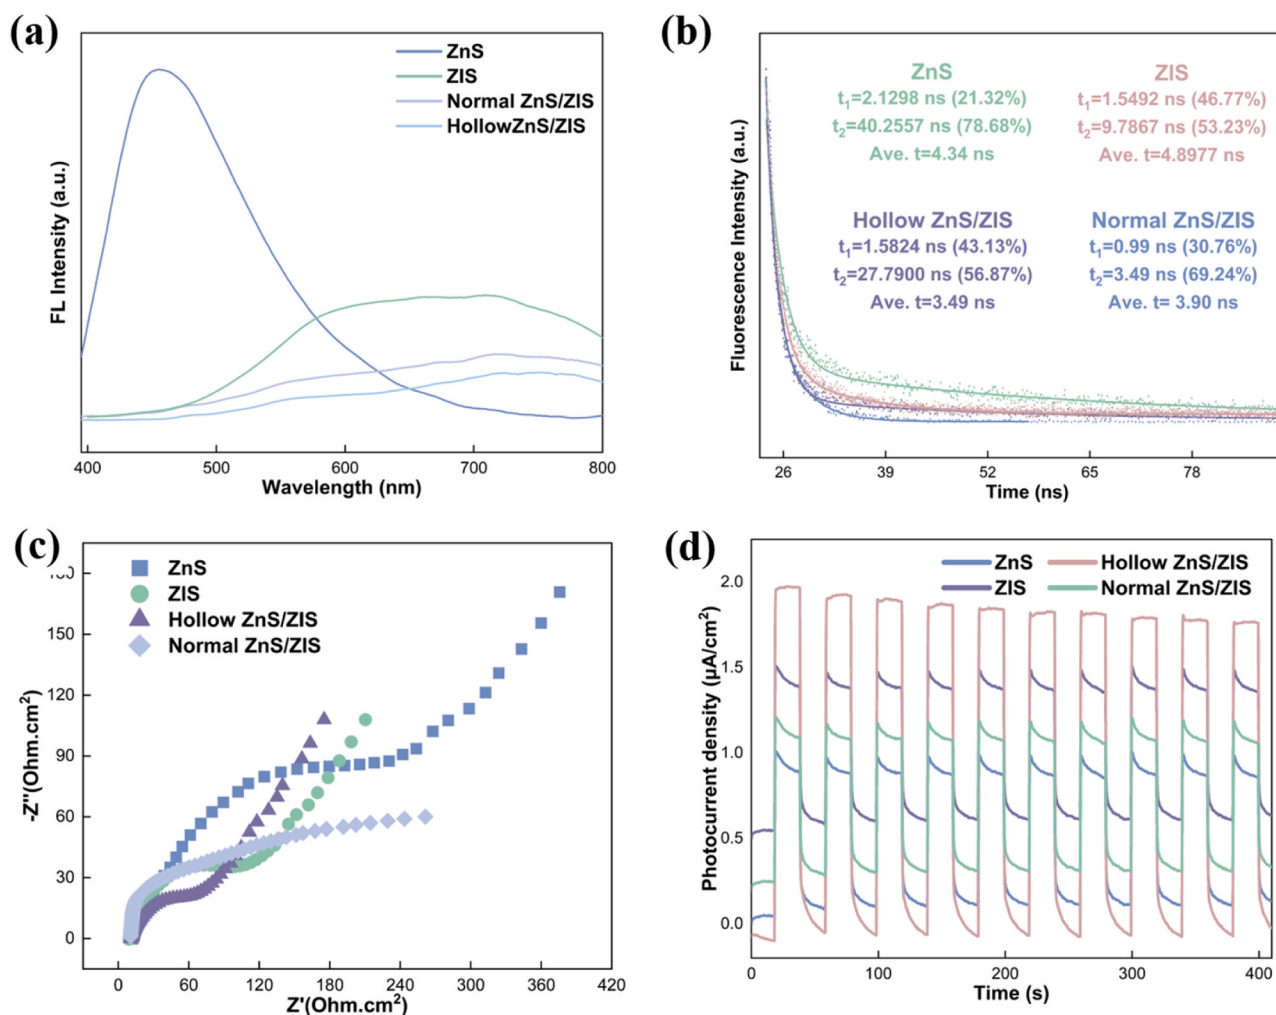 (a)
ZnS
ZIS
Normal ZnS/ZIS
HollowZnS/ZIS
FL Intensity (a.u.)
400 500 600 700 800
Wavelength (nm)
(b)
ZnS
t1=2.1298 ns (21.32%)
t2=40.2557 ns (78.68%)
Ave. t=4.34 ns
ZIS
t1=1.5492 ns (46.77%)
t2=9.7867 ns (53.23%)
Ave. t=4.8977 ns
Hollow ZnS/ZIS
t1=1.5824 ns (43.13%)
t2=27.7900 ns (56.87%)
Ave. t=3.49 ns
Normal ZnS/ZIS
t1=0.99 ns (30.76%)
t2=3.49 ns (69.24%)
Ave. t= 3.90 ns
Fluorescence Intensity (a.u.)
26 39 52 65 78
Time (ns)
(c)
ZnS
ZIS
Hollow ZnS/ZIS
Normal ZnS/ZIS
-Z''(Ohm.cm2)
150
120
90
60
30
0
0 60 120 180 240 300 360 420
Z'(Ohm.cm2)
(d)
ZnS
Hollow ZnS/ZIS
ZIS
Normal ZnS/ZIS
Photocurrent density (μA/cm2)
2.0
1.5
1.0
0.5
0.0
0 100 200 300 400
Time (s)